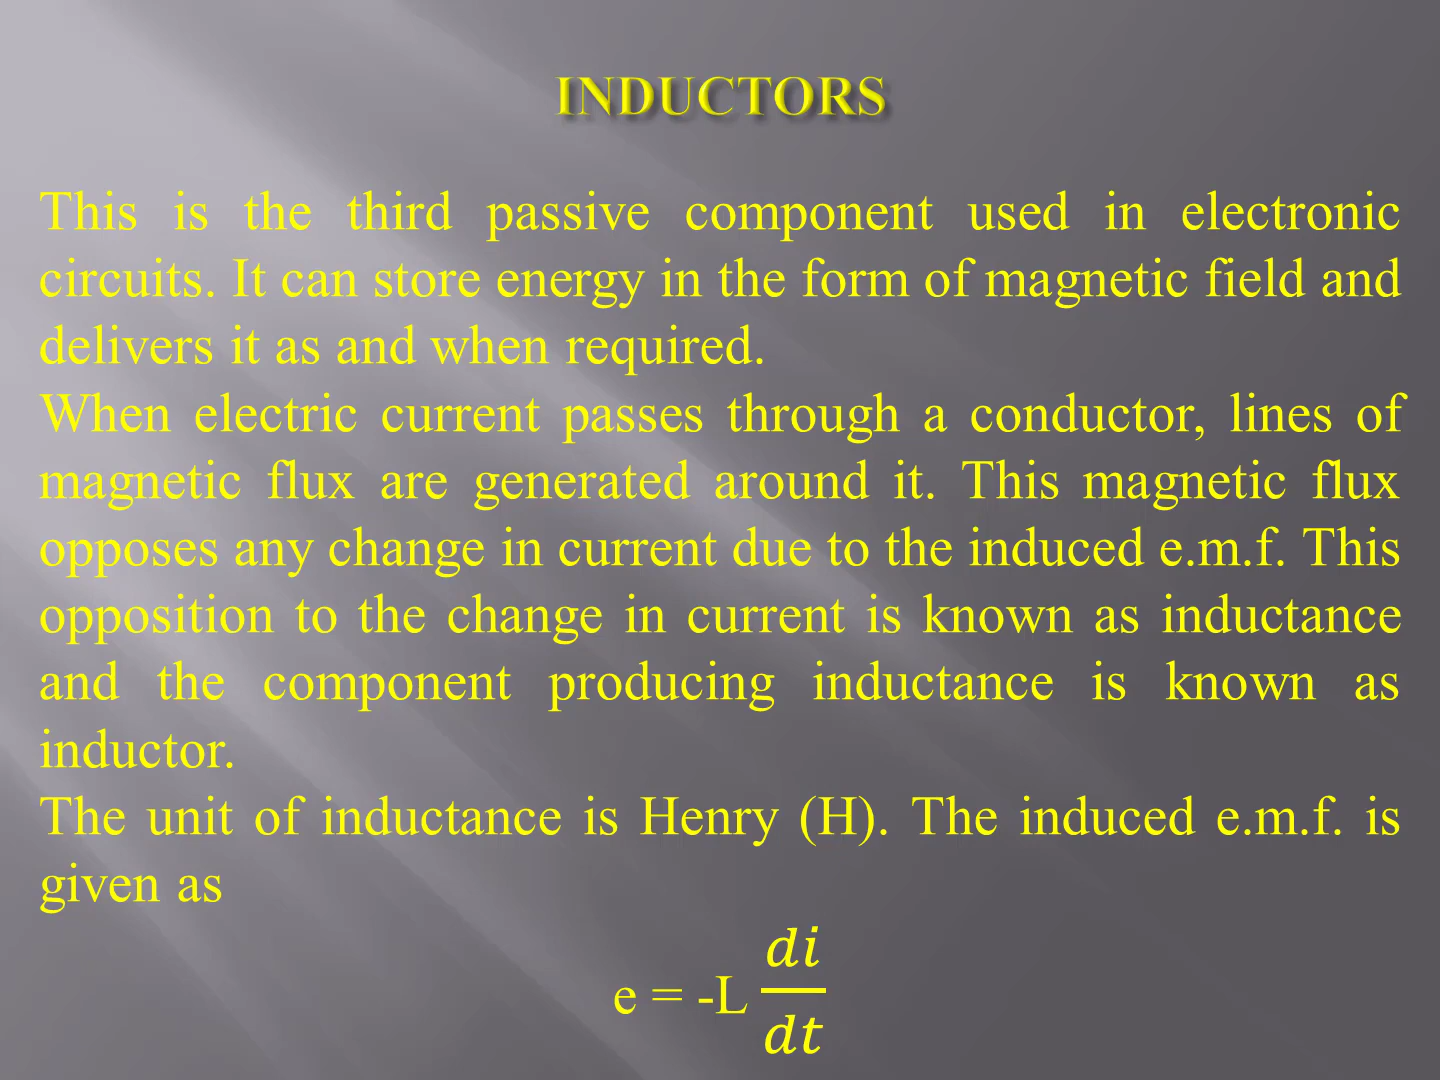 INDUCTORS
This is the third passive component used in electronic
circuits. It can store energy in the form of magnetic field and
delivers it as and when required.
When electric current passes through a conductor, lines of
magnetic flux are generated around it. This magnetic flux
opposes any change in current due to the induced e.m.f. This
opposition to the change in current is known as inductance
and the component producing inductance is known as
inductor.
The unit of inductance is Henry (H). The induced e.m.f. is
given as
e = -L di/dt